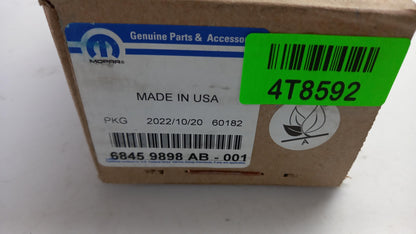 Genuine Parts & Accessor
MOPAR®
4T8592
MADE IN USA
PKG 2022/10/20 60182
6845 9898 AB - 001
A